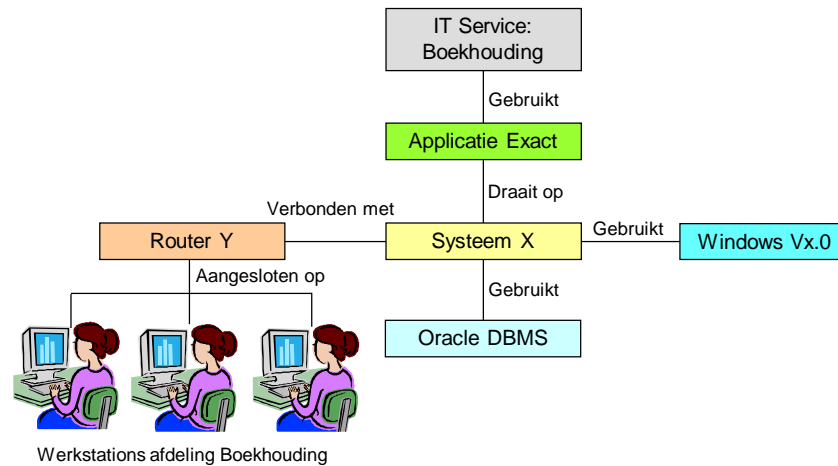 IT Service:
Boekhouding
Gebruikt
Applicatie Exact
Draait op
Verbonden met
Gebruikt
Router Y
Systeem X
Windows Vx.0
Aangesloten op
Gebruikt
Oracle DBMS
Werkstations afdeling Boekhouding